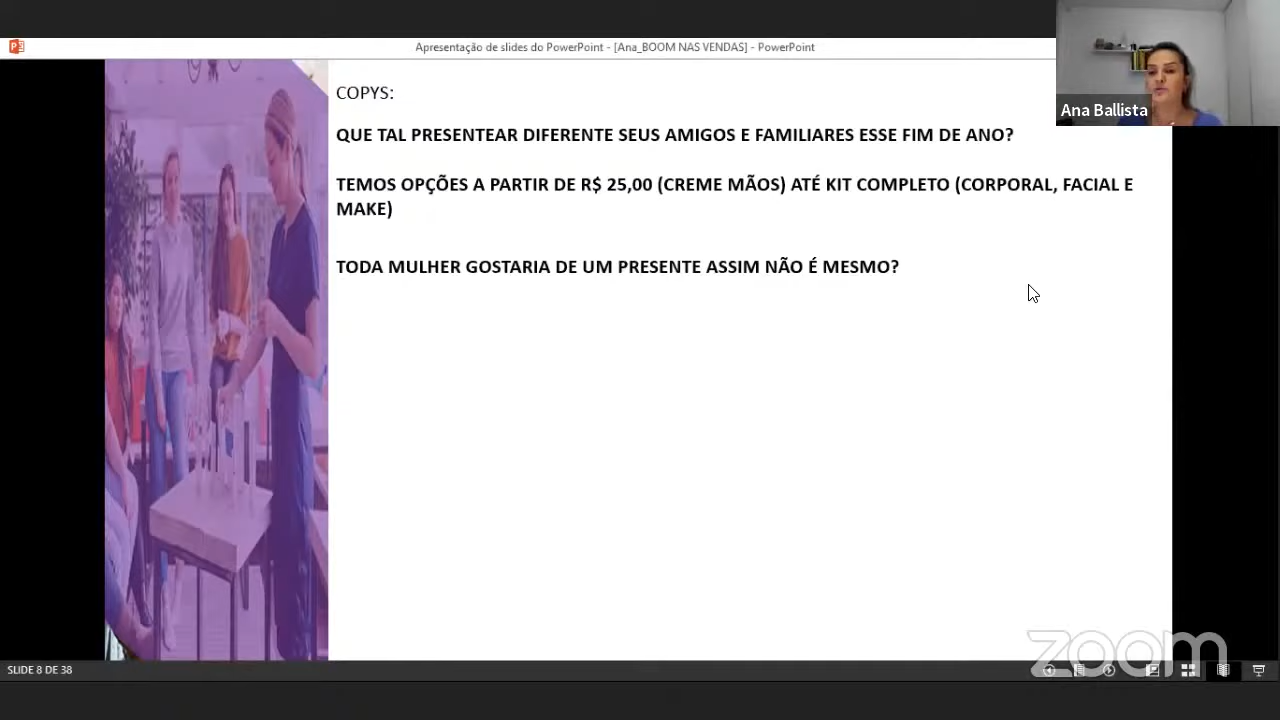 Apresentação de slides do PowerPoint - [Ana_BOOM NAS VENDAS] - PowerPoint
Ana Ballista
COPYS:
QUE TAL PRESENTEAR DIFERENTE SEUS AMIGOS E FAMILIARES ESSE FIM DE ANO?
TEMOS OPÇÕES A PARTIR DE R$ 25,00 (CREME MÃOS) ATÉ KIT COMPLETO (CORPORAL, FACIAL E
MAKE)
TODA MULHER GOSTARIA DE UM PRESENTE ASSIM NÃO É MESMO?
zoom
SLIDE 8 DE 38